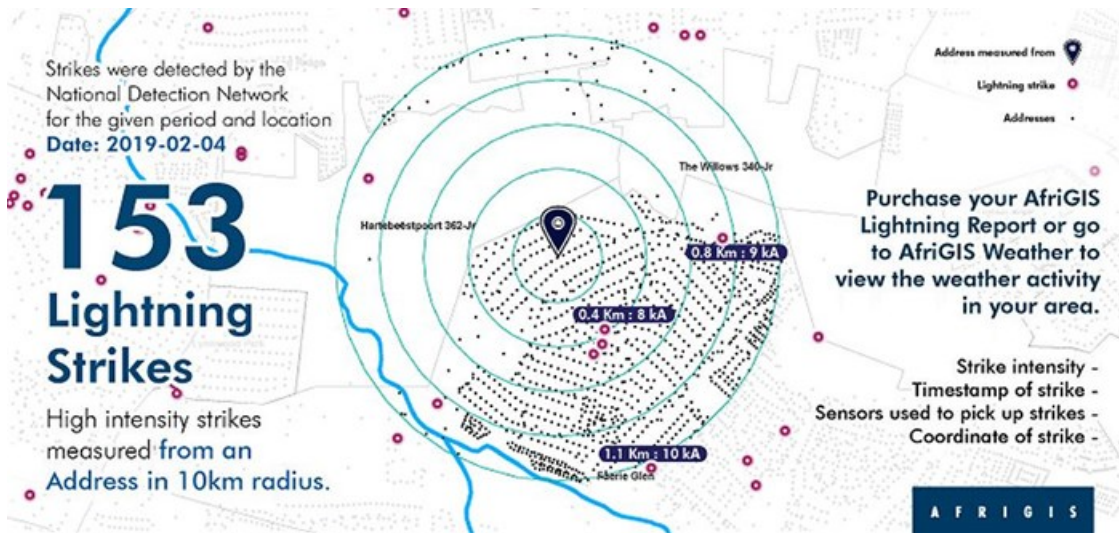 Strikes were detected by the
National Detection Network
for the given period and location
Date: 2019-02-04
153
Lightning
Strikes
High intensity strikes
measured from an
Address in 10km radius.
Hartebeestpoort 362-Jr
The Willows 340-Jr
0.8 Km : 9 kA
0.4 Km : 8 kA
1.1 Km : 10 kA
Faerie Glen
Address measured from
Lightning strike
Addresses
Purchase your AfriGIS
Lightning Report or go
to AfriGIS Weather to
view the weather activity
in your area.
Strike intensity -
Timestamp of strike -
Sensors used to pick up strikes -
Coordinate of strike -
AFRIGIS